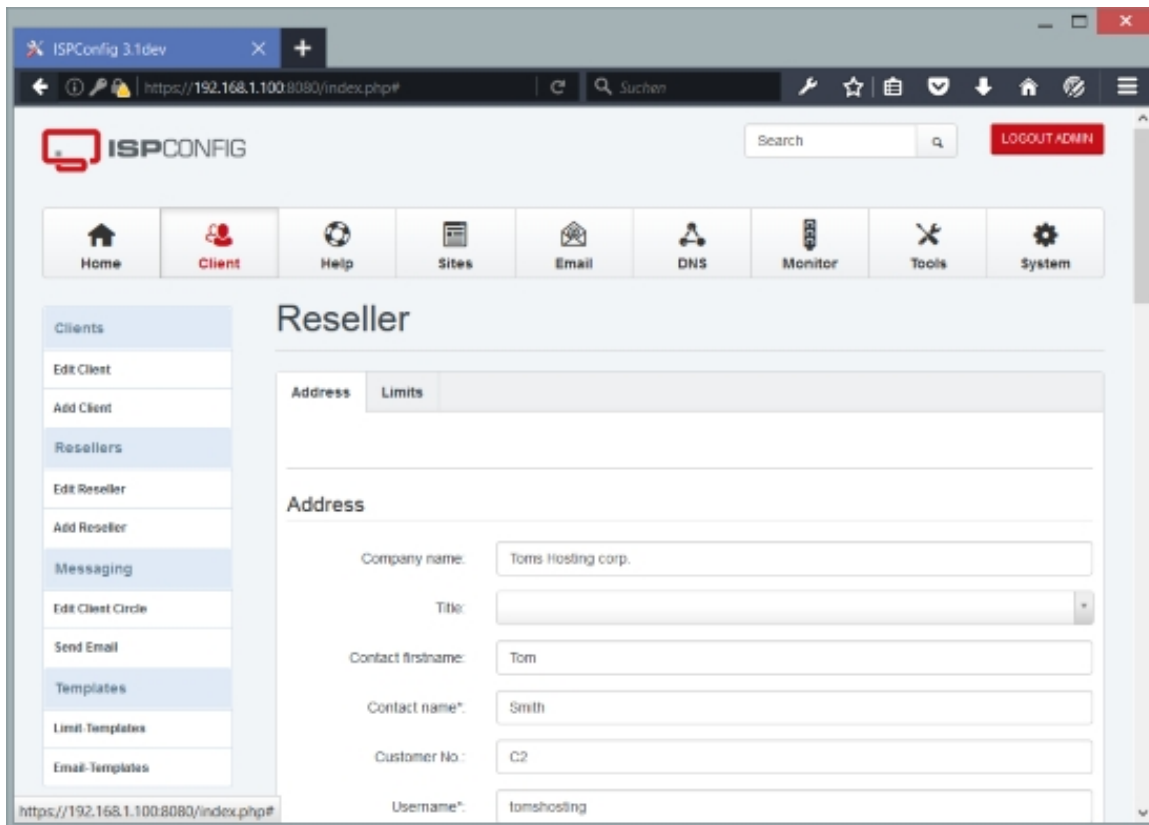 ISPConfig 3.1dev
https://192.168.1.100:8080/index.php#
Suchen
ISPCONFIG
Search
LOGOUT ADMIN
Home
Client
Help
Sites
Email
DNS
Monitor
Tools
System
Clients
Edit Client
Add Client
Resellers
Edit Reseller
Add Reseller
Messaging
Edit Client Circle
Send Email
Templates
Limit-Templates
Email-Templates
Reseller
Address Limits
Address
Company name: Toms Hosting corp.
Title:
Contact firstname: Tom
Contact name*: Smith
Customer No.: C2
Username*: tomshosting
https://192.168.1.100:8080/index.php#